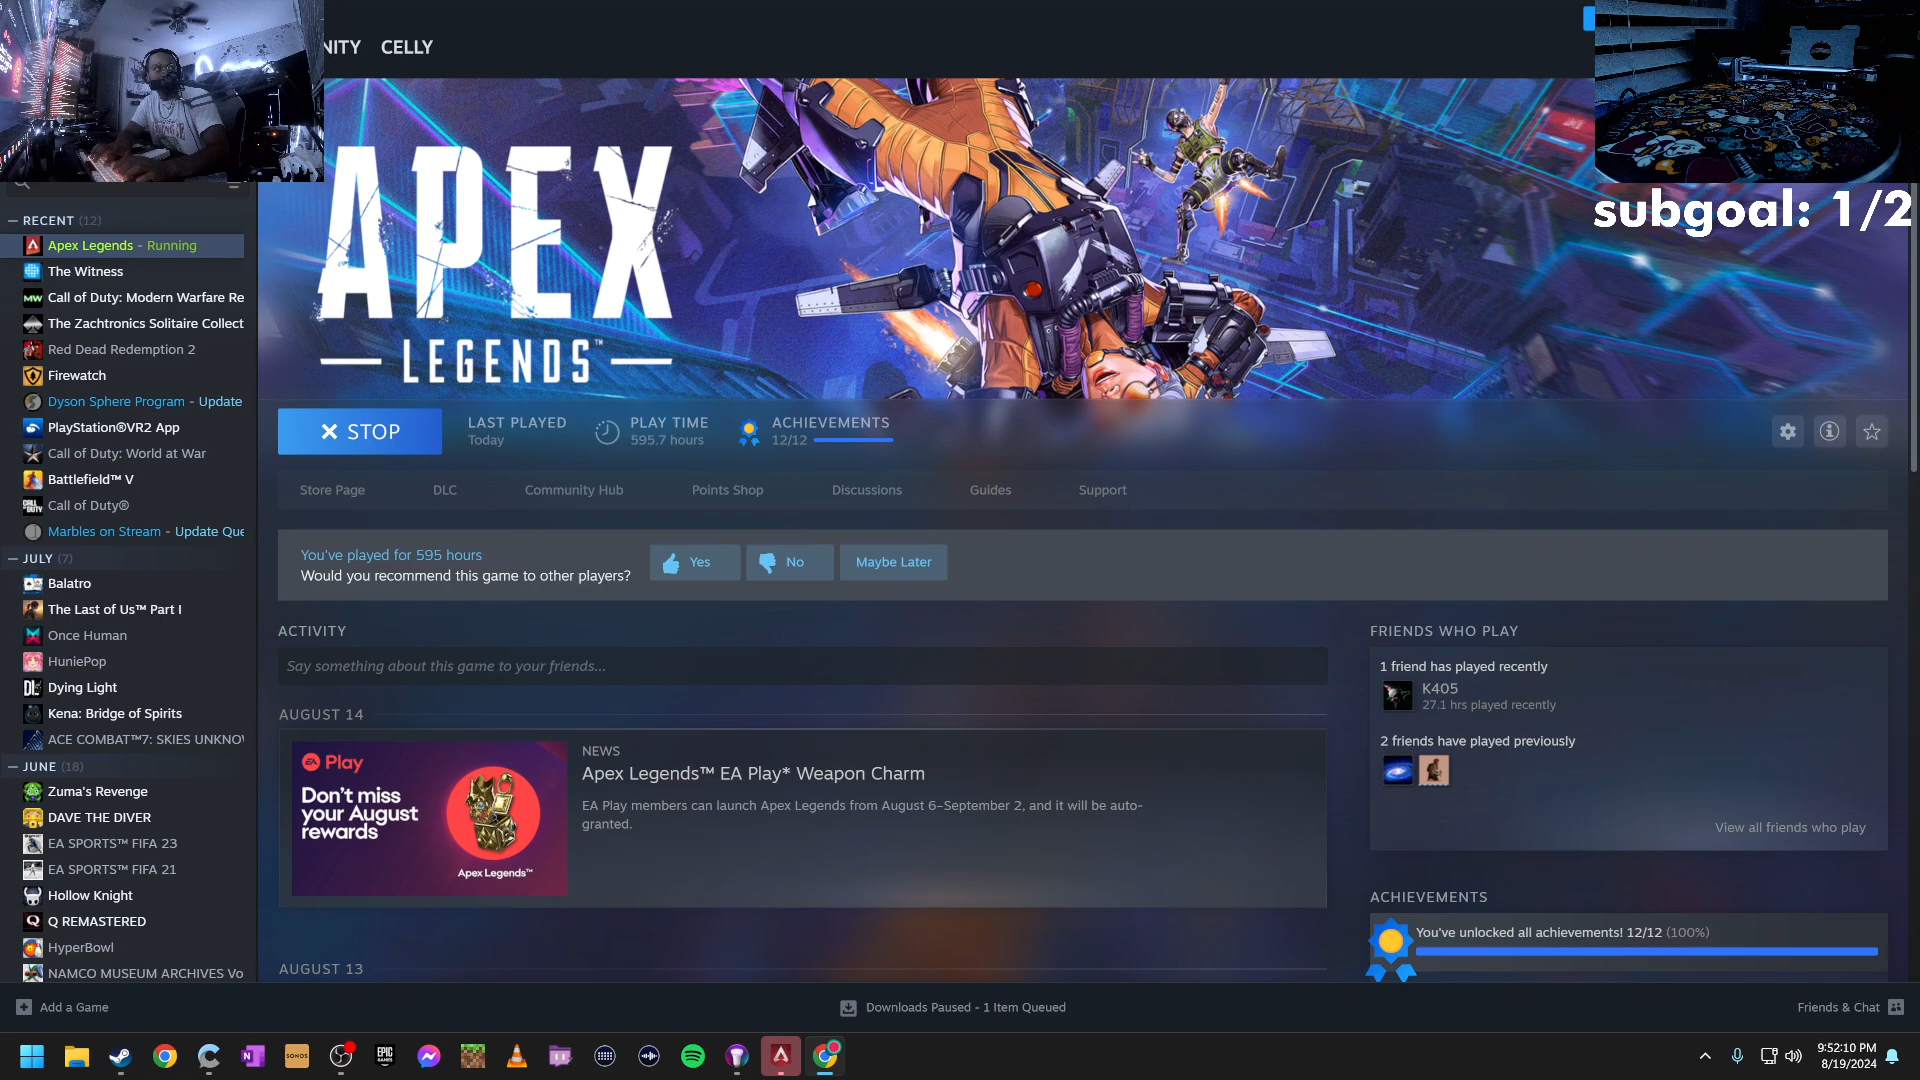 NITY CELLY
subgoal: 1/2
APEX
LEGENDS™
RECENT (12)
Apex Legends - Running
The Witness
Call of Duty: Modern Warfare Re
The Zachtronics Solitaire Collect
Red Dead Redemption 2
Firewatch
Dyson Sphere Program - Update
PlayStation®VR2 App
Call of Duty: World at War
Battlefield™ V
Call of Duty®
Marbles on Stream - Update Que
JULY (7)
Balatro
The Last of Us™ Part I
Once Human
HuniePop
Dying Light
Kena: Bridge of Spirits
ACE COMBAT™7: SKIES UNKNOV
JUNE (18)
Zuma's Revenge
DAVE THE DIVER
EA SPORTS™ FIFA 23
EA SPORTS™ FIFA 21
Hollow Knight
Q REMASTERED
HyperBowl
NAMCO MUSEUM ARCHIVES Vo
STOP
LAST PLAYED
Today
PLAY TIME
595.7 hours
ACHIEVEMENTS
12/12
Store Page DLC Community Hub Points Shop Discussions Guides Support
You've played for 595 hours
Would you recommend this game to other players?
Yes No Maybe Later
ACTIVITY
Say something about this game to your friends...
AUGUST 14
EA Play
Don't miss
your August
rewards
Apex Legends™
NEWS
Apex Legends™ EA Play* Weapon Charm
EA Play members can launch Apex Legends from August 6–September 2, and it will be auto-
granted.
AUGUST 13
FRIENDS WHO PLAY
1 friend has played recently
K405
27.1 hrs played recently
2 friends have played previously
View all friends who play
ACHIEVEMENTS
You've unlocked all achievements! 12/12 (100%)
Add a Game
Downloads Paused - 1 Item Queued
Friends & Chat
SONOS
EPIC
GAMES
9:52:10 PM
8/19/2024